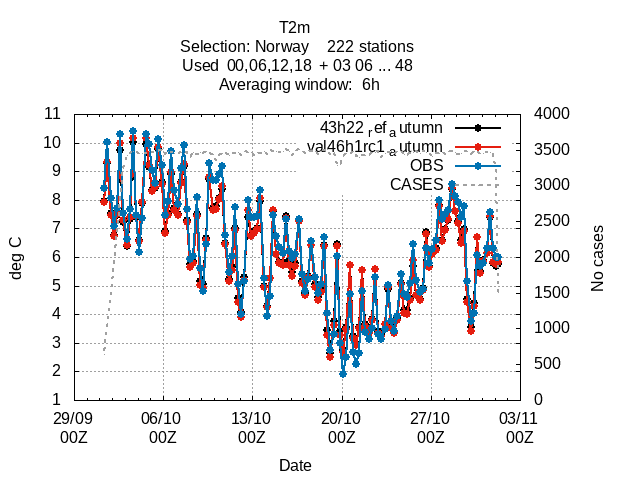 T2m
Selection: Norway 222 stations
Used 00,06,12,18 + 03 06 ... 48
Averaging window: 6h
43h22 ref a utumn
val46h1rc1 a utumn
OBS
CASES
11
10
9
8
7
6
5
4
3
2
1
deg C
4000
3500
3000
2500
2000
1500
1000
500
0
No cases
29/09 06/10 13/10 20/10 27/10 03/11
00Z 00Z 00Z 00Z 00Z 00Z
Date